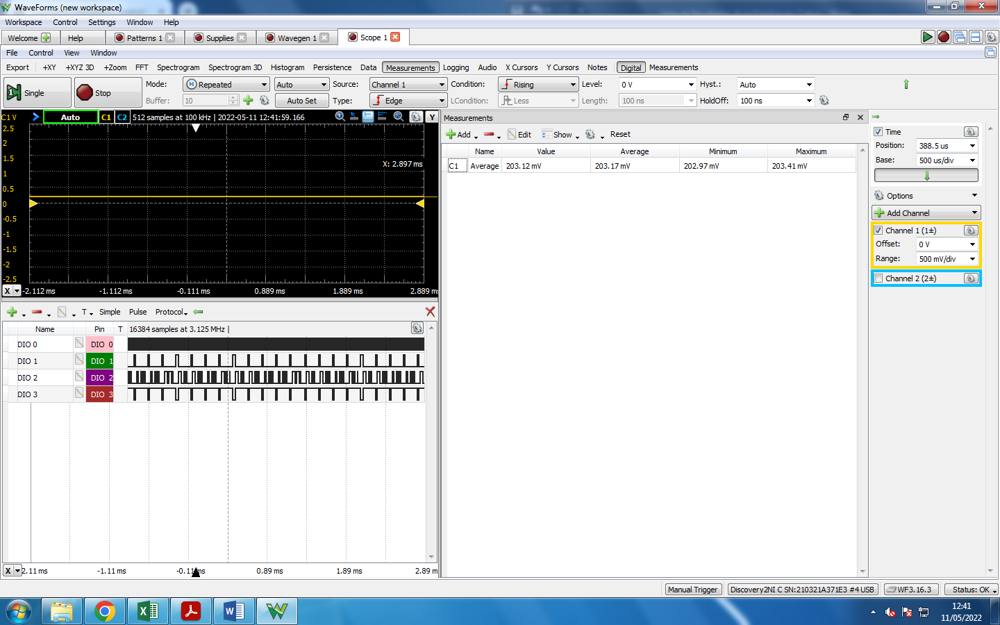 WaveForms (new workspace)
Workspace Control Settings Window Help
Welcome Help Patterns 1 Supplies Wavegen 1 Scope 1
File Control View Window
Export +XY +XYZ 3D +Zoom FFT Spectrogram Spectrogram 3D Histogram Persistence Data Measurements Logging Audio X Cursors Y Cursors Notes Digital Measurements
Single Stop Mode: Repeated Auto Source: Channel 1 Condition: Rising Level: 0 V Hyst.: Auto
Buffer: 10 Auto Set Type: Edge LCondition: Less Length: 100 ns HoldOff: 100 ns
C1 V Auto C1 C2 512 samples at 100 kHz | 2022-05-11 12:41:59.166 Y
2.5
2
1.5
X: 2.897 ms
1
0.5
0
-0.5
-1
-1.5
-2
-2.5
X -2.112 ms -1.112 ms -0.111 ms 0.889 ms 1.889 ms 2.889 ms
T Simple Pulse Protocol
Name Pin T 16384 samples at 3.125 MHz |
DIO 0 DIO 0
DIO 1 DIO 1
DIO 2 DIO 2
DIO 3 DIO 3
X 2.11 ms -1.11 ms -0.11 ms 0.89 ms 1.89 ms 2.89 m
Measurements
Add Edit Show Reset
Name Value Average Minimum Maximum
C1 Average 203.12 mV 203.17 mV 202.97 mV 203.41 mV
Time
Position: 388.5 us
Base: 500 us/div
Options
Add Channel
Channel 1 (1±)
Offset: 0 V
Range: 500 mV/div
Channel 2 (2±)
Manual Trigger Discovery2NI C SN:210321A371E3 #4 USB WF3.16.3 Status: OK
12:41
11/05/2022